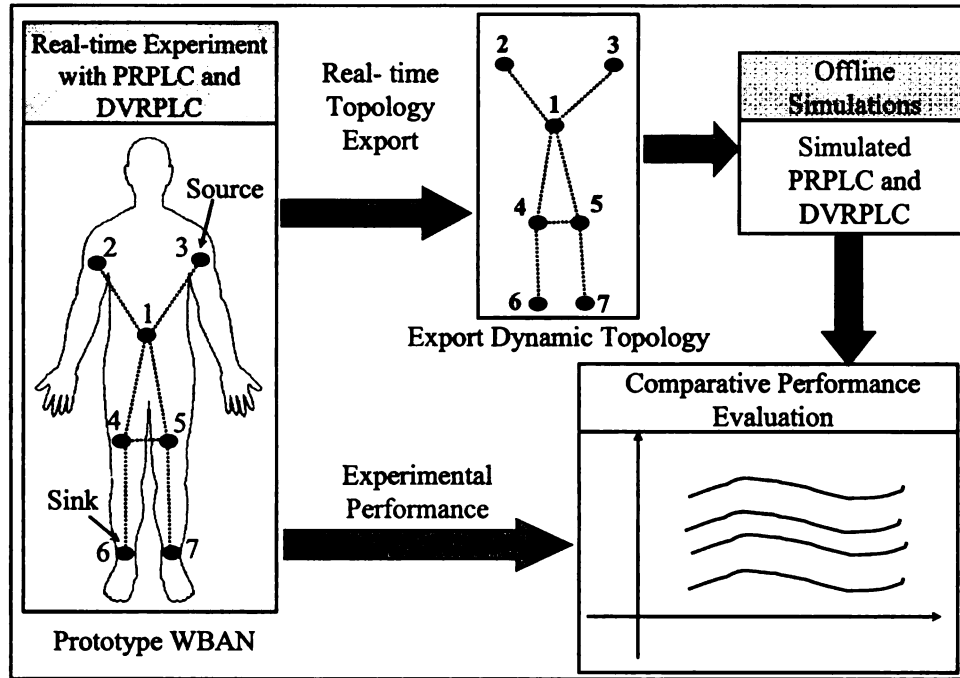 Real-time Experiment
with PRPLC and
DVRPLC
Source
2
3
1
4
5
Sink
6
7
Prototype WBAN
Real- time
Topology
Export
2
3
1
4
5
6
7
Export Dynamic Topology
Offline
Simulations
Simulated
PRPLC and
DVRPLC
Experimental
Performance
Comparative Performance
Evaluation